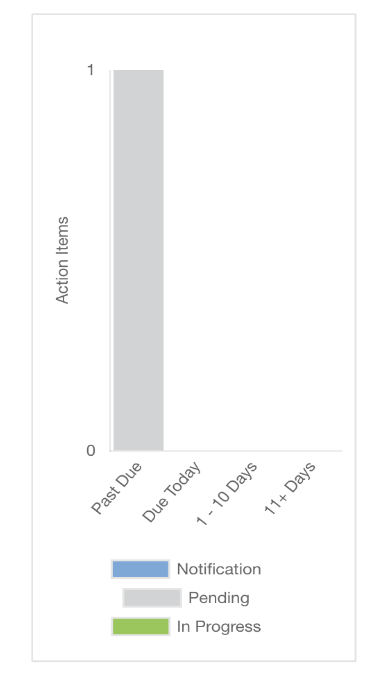 1
Action Items
0
Past Due
Due Today
1 - 10 Days
11+ Days
Notification
Pending
In Progress